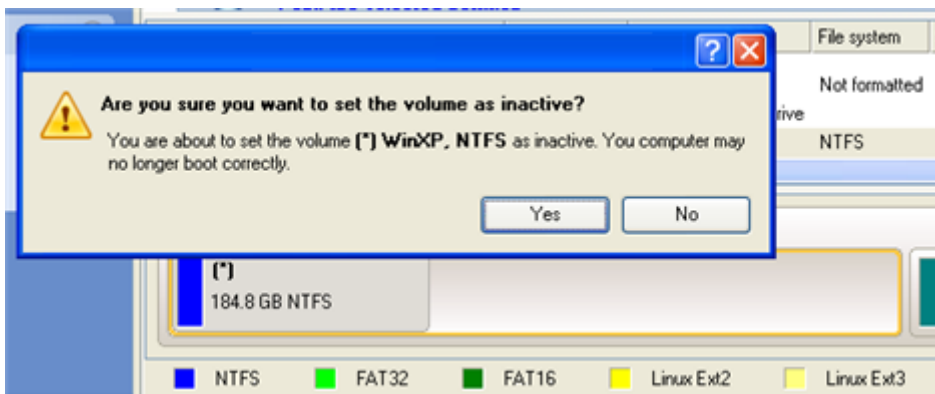 File system
Not formatted
rive
NTFS
Are you sure you want to set the volume as inactive?
You are about to set the volume (*) WinXP, NTFS as inactive. You computer may
no longer boot correctly.
Yes No
(*)
184.8 GB NTFS
NTFS FAT32 FAT16 Linux Ext2 Linux Ext3